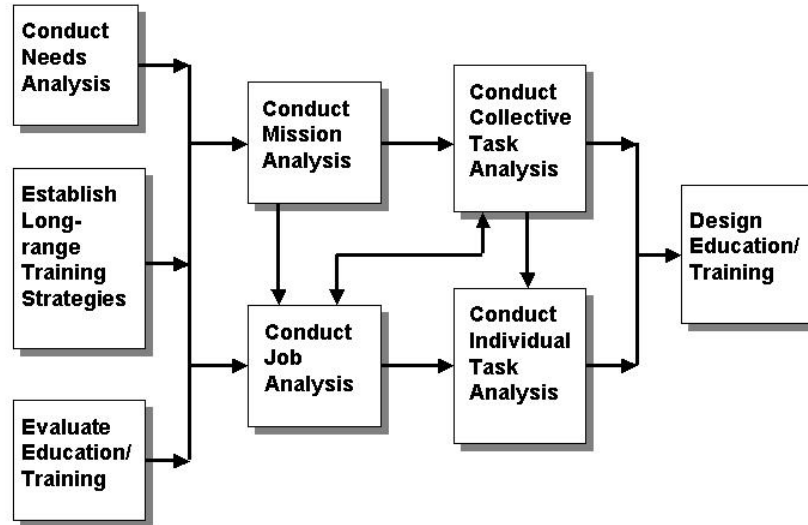 Conduct
Needs
Analysis
Establish
Long-
range
Training
Strategies
Evaluate
Education/
Training
Conduct
Mission
Analysis
Conduct
Job
Analysis
Conduct
Collective
Task
Analysis
Conduct
Individual
Task
Analysis
Design
Education/
Training